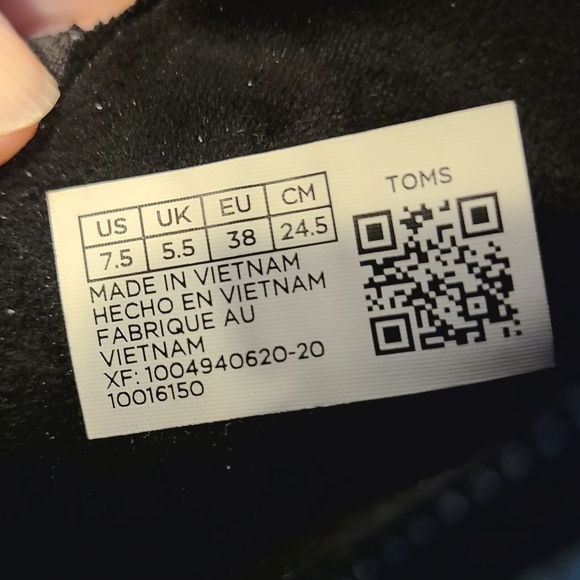 US UK EU CM
7.5 5.5 38 24.5
MADE IN VIETNAM
HECHO EN VIETNAM
FABRIQUE AU
VIETNAM
XF: 1004940620-20
10016150
TOMS